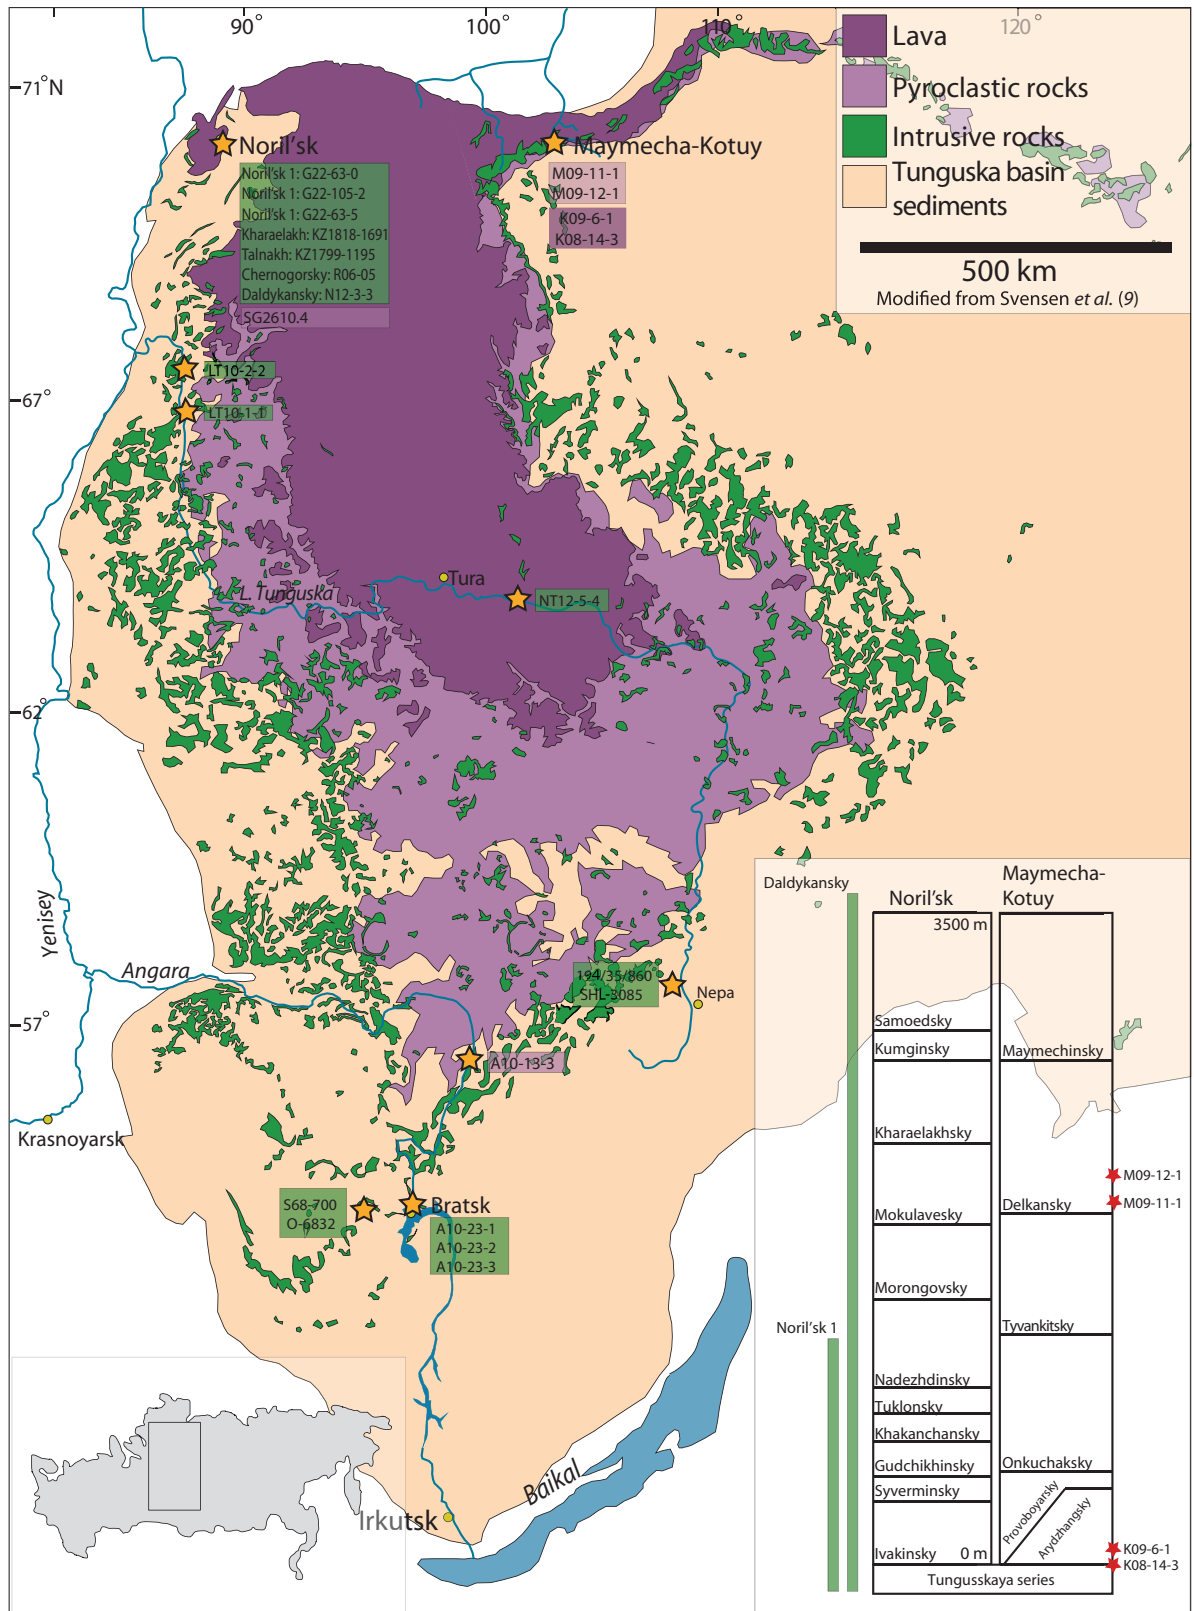 90°
100°
110°
120°
71°N
67°
62°
57°
Lava
Pyroclastic rocks
Intrusive rocks
Tunguska basin
sediments
500 km
Modified from Svensen et al. (9)
Noril'sk
Noril'sk 1: G22-63-0
Noril'sk 1: G22-105-2
Noril'sk 1: G22-63-5
Kharaelakh: KZ1818-1691
Talnakh: KZ1799-1195
Chernogorsky: R06-05
Daldykansky: N12-3-3
SG2610.4
Maymecha-Kotuy
M09-11-1
M09-12-1
K09-6-1
K08-14-3
LT10-2-2
LT10-1-1
Tura
L. Tunguska
NT12-5-4
Yenisey
Angara
194/35/860
SHL-3085
Nepa
A10-13-3
Krasnoyarsk
S68-700
O-6832
Bratsk
A10-23-1
A10-23-2
A10-23-3
Baikal
Irkutsk
Daldykansky
Noril'sk 1
Noril'sk
3500 m
Samoedsky
Kumginsky
Kharaelakhsky
Mokulavesky
Morongovsky
Nadezhdinsky
Tuklonsky
Khakanchansky
Gudchikhinsky
Syverminsky
Ivakinsky 0 m
Maymecha-
Kotuy
Maymechinsky
Delkansky
Tyvankitsky
Onkuchaksky
Provoboyarsky
Arydzhangsky
M09-12-1
M09-11-1
K09-6-1
K08-14-3
Tungusskaya series